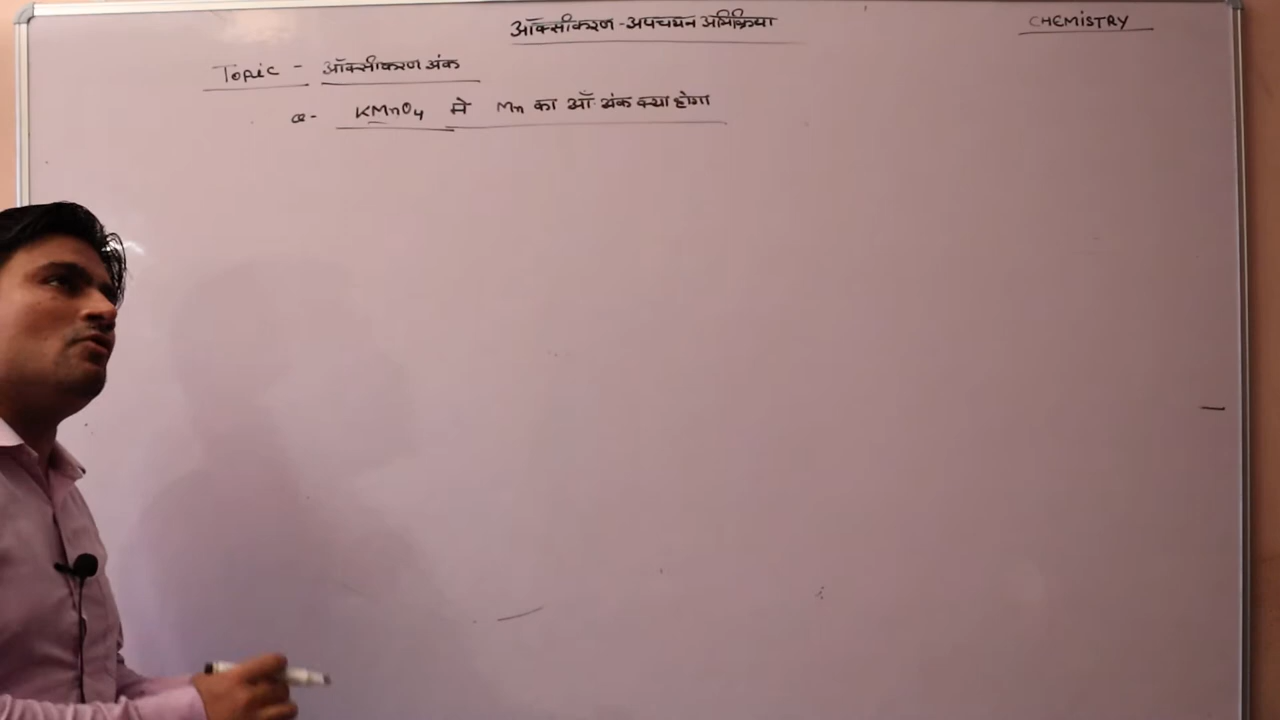 ऑक्सीकरण-अपचयन अभिक्रिया
CHEMISTRY
Topic - ऑक्सीकरण अंक
Q- KMnO4 मे Mn का ऑ. अंक क्या होगा